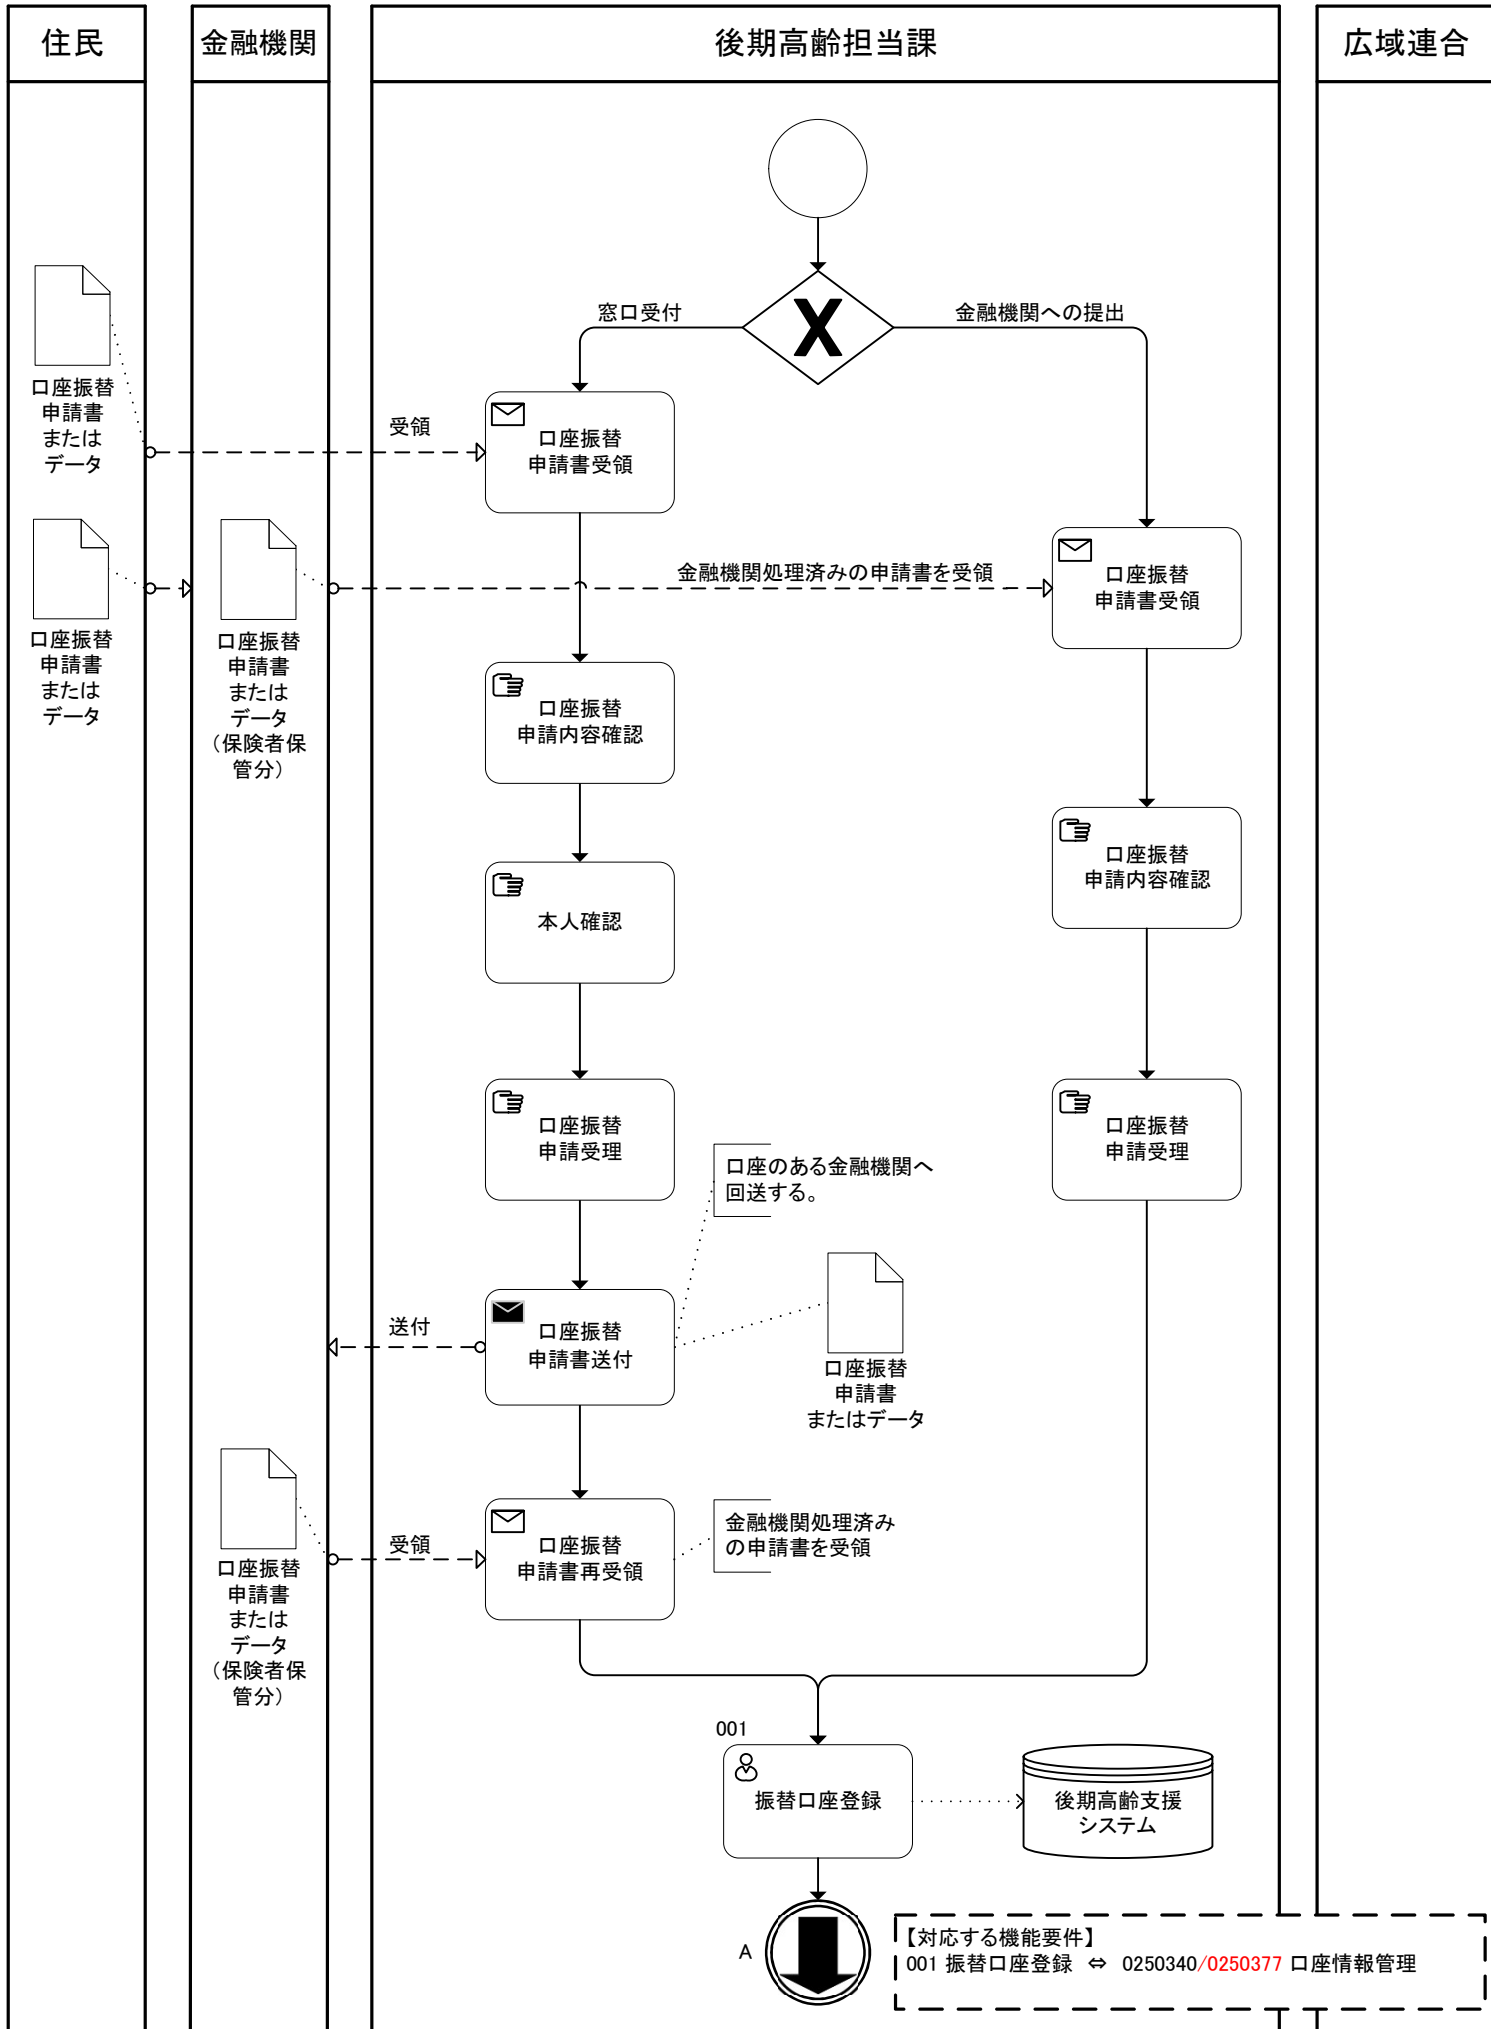 住民
金融機関
後期高齢担当課
広域連合
窓口受付
金融機関への提出
口座振替
申請書
または
データ
受領
口座振替
申請書受領
口座振替
申請書
または
データ
口座振替
申請書
または
データ
（保険者保
管分）
金融機関処理済みの申請書を受領
口座振替
申請書受領
口座振替
申請内容確認
口座振替
申請内容確認
本人確認
口座振替
申請受理
口座振替
申請受理
口座のある金融機関へ
回送する。
送付
口座振替
申請書送付
口座振替
申請書
またはデータ
口座振替
申請書
または
データ
（保険者保
管分）
受領
口座振替
申請書再受領
金融機関処理済み
の申請書を受領
001
振替口座登録
後期高齢支援
システム
A
【対応する機能要件】
001 振替口座登録 ⇔ 0250340/0250377 口座情報管理